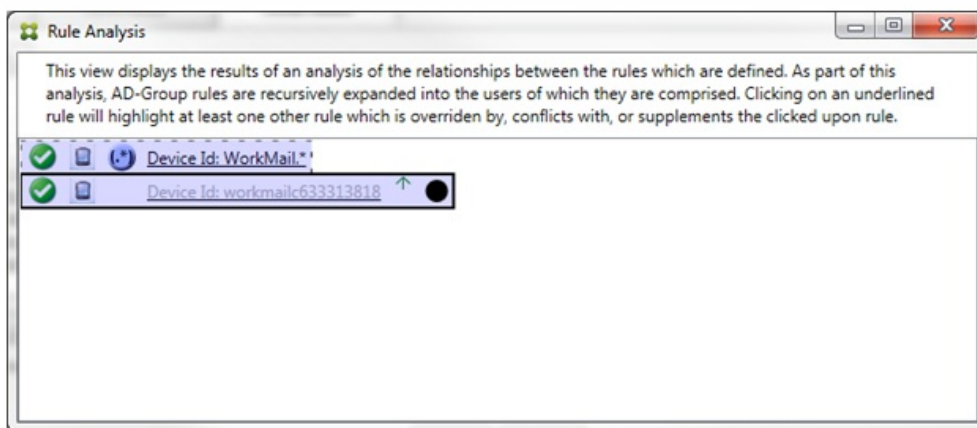 Rule Analysis
This view displays the results of an analysis of the relationships between the rules which are defined. As part of this
analysis, AD-Group rules are recursively expanded into the users of which they are comprised. Clicking on an underlined
rule will highlight at least one other rule which is overriden by, conflicts with, or supplements the clicked upon rule.
(.*) Device Id: WorkMail.*
Device Id: workmailc633313818